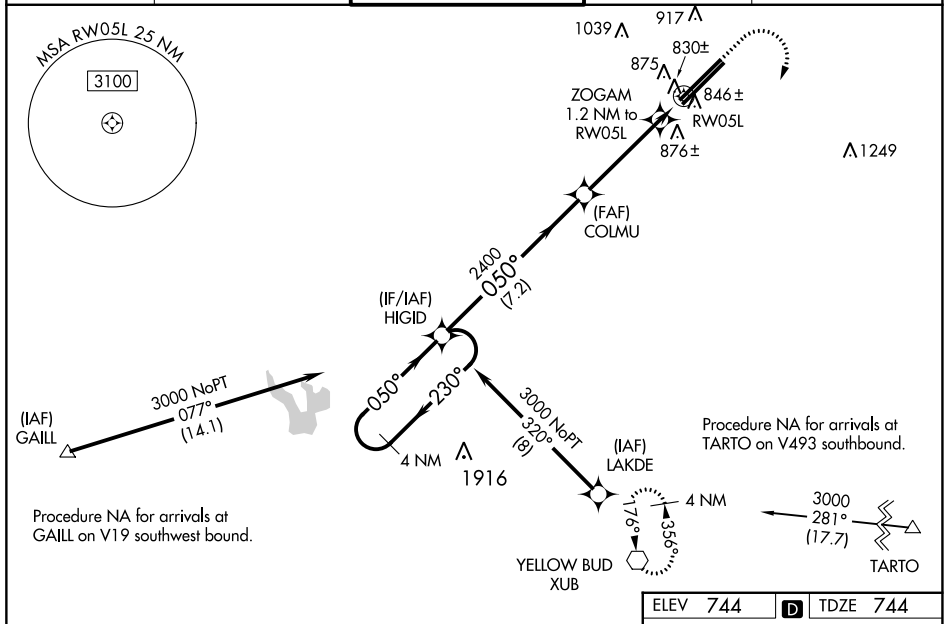 MSA RW05L 25 NM
3100
1039
917
830±
875
846±
ZOGAM
1.2 NM to
RW05L
RW05L
876±
1249
(FAF)
COLMU
2400
050°
(7.2)
(IF/IAF)
HIGID
050°
230°
4 NM
1916
3000 NoPT
077°
(14.1)
(IAF)
GAILL
3000 NoPT
320°
(8)
(IAF)
LAKDE
Procedure NA for arrivals at
TARTO on V493 southbound.
Procedure NA for arrivals at
GAILL on V19 southwest bound.
4 NM
176°
356°
YELLOW BUD
XUB
3000
281°
(17.7)
TARTO
ELEV 744 D TDZE 744